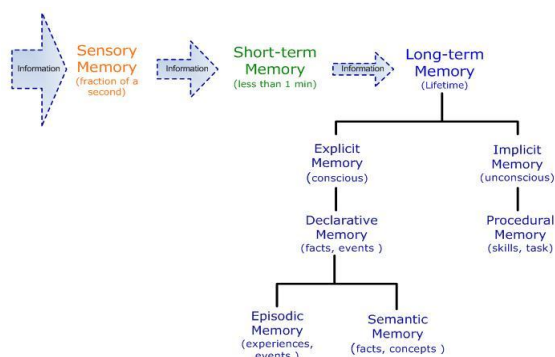 Information
Sensory
Memory
(fraction of a
second)
Information
Short-term
Memory
(less than 1 min)
Information
Long-term
Memory
(Lifetime)
Explicit
Memory
(conscious)
Implicit
Memory
(unconscious)
Declarative
Memory
(facts, events )
Procedural
Memory
(skills, task)
Episodic
Memory
(experiences,
events )
Semantic
Memory
(facts, concepts )